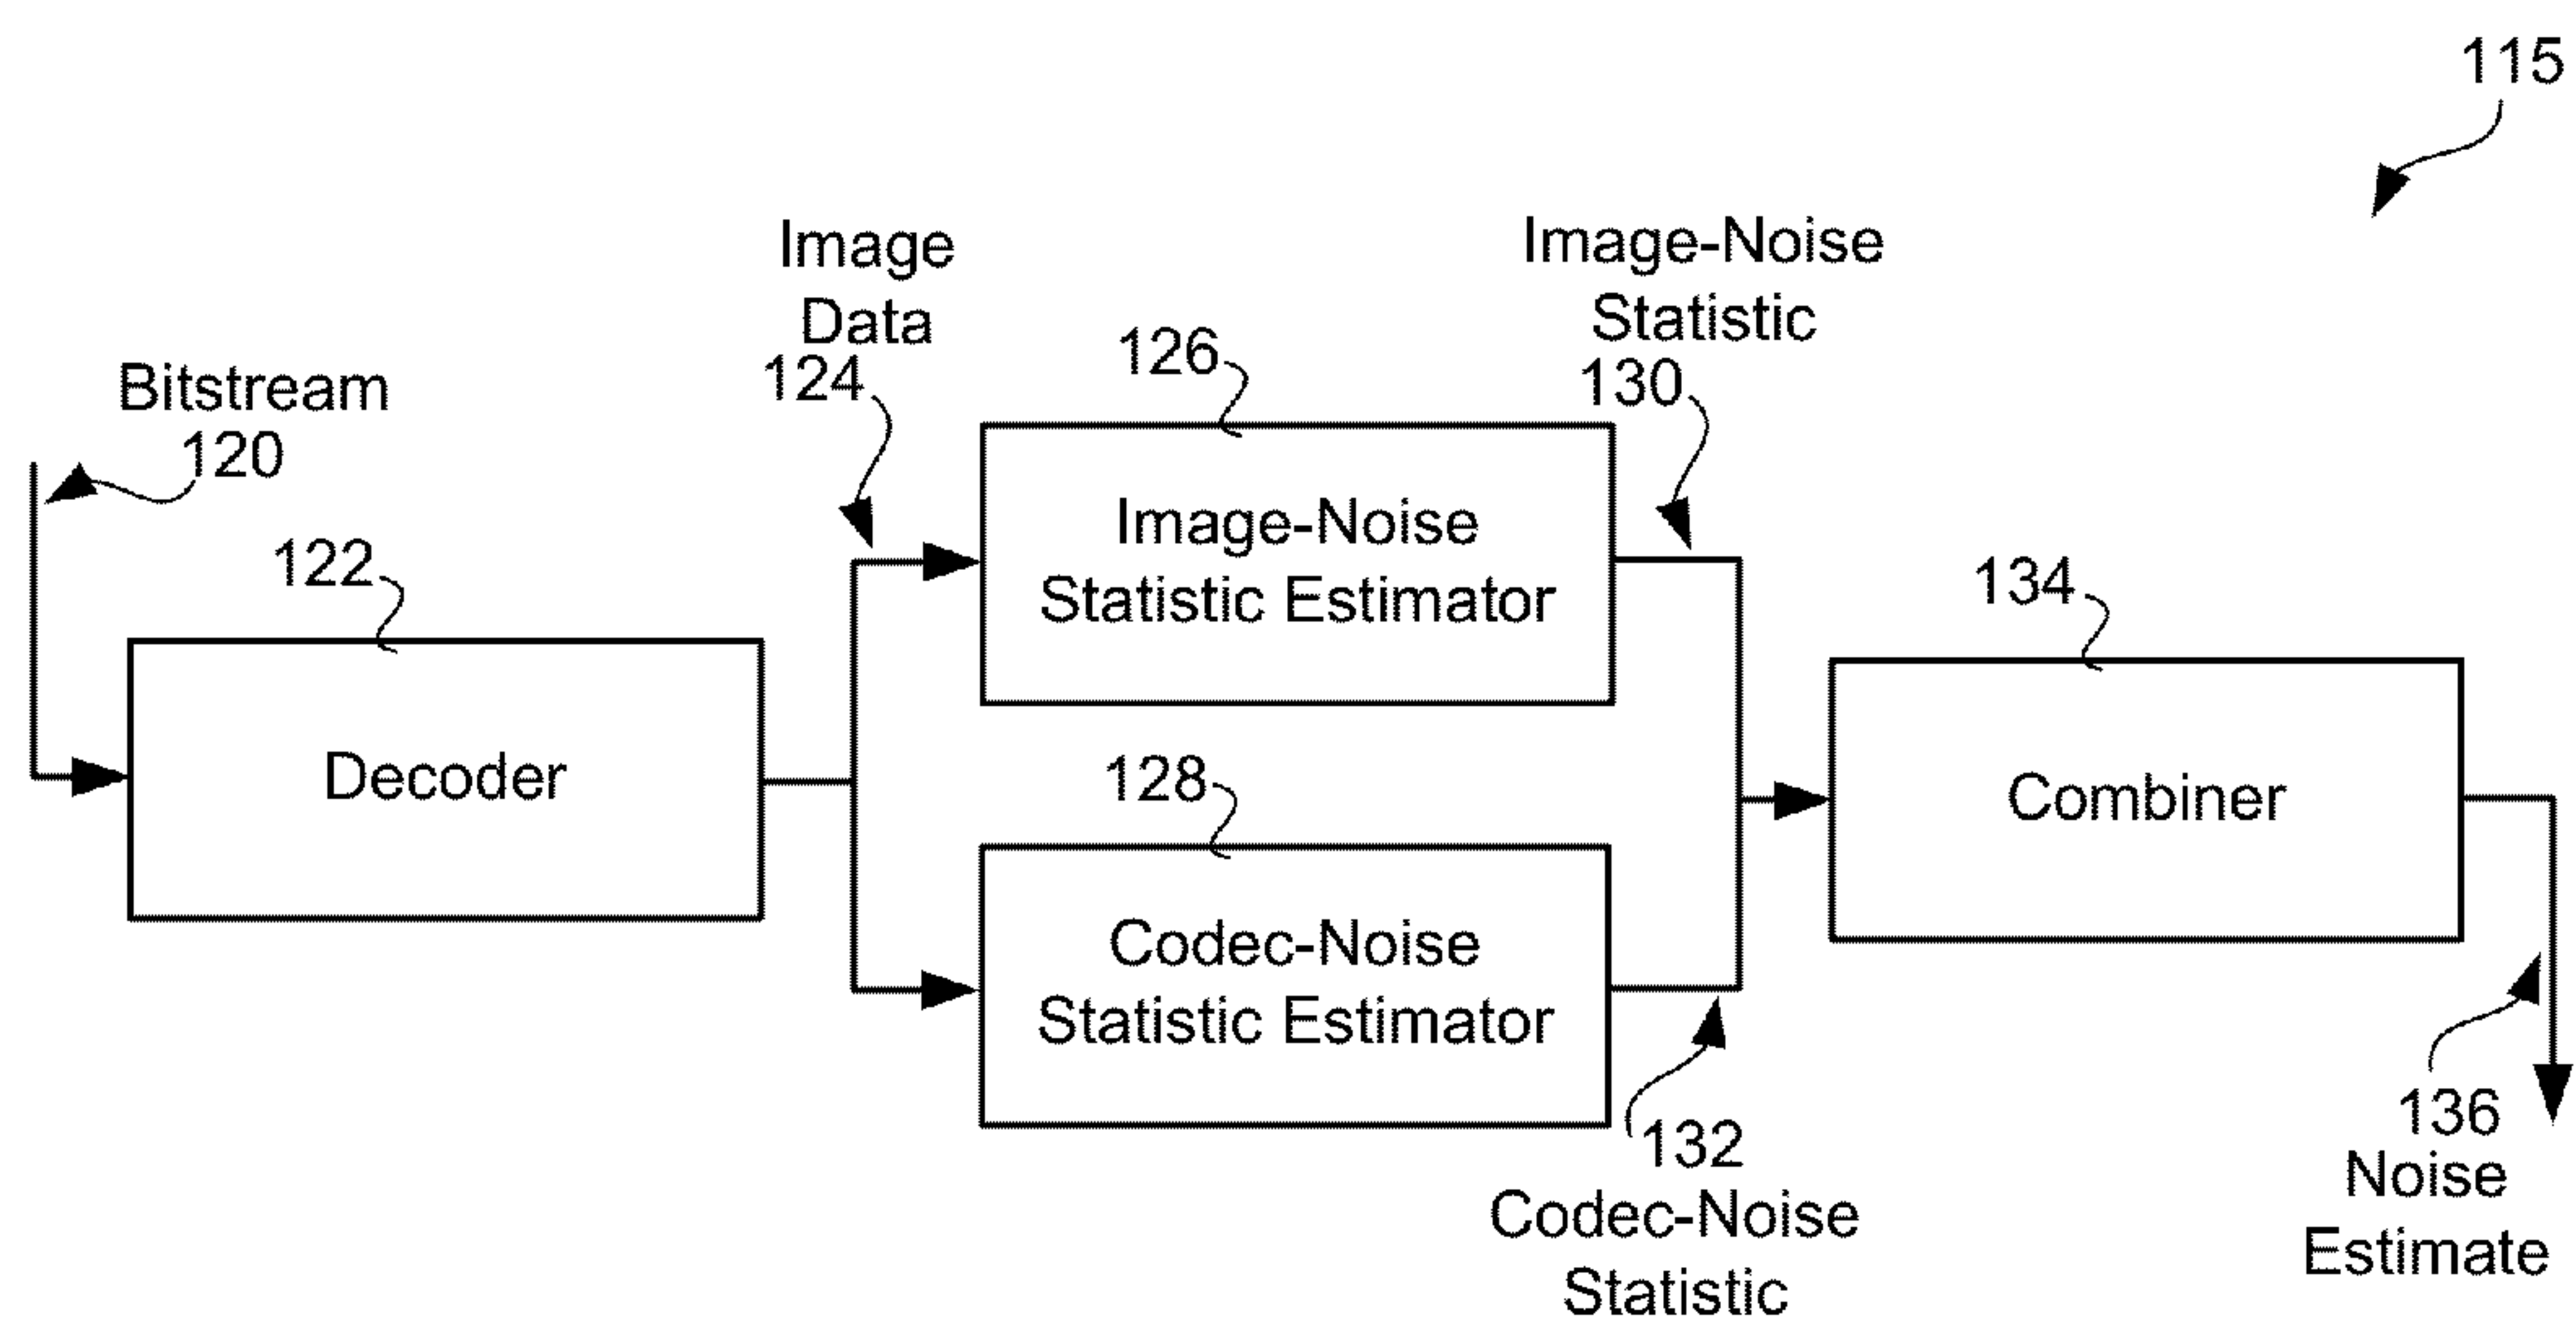 115
Image
Data
124
Image-Noise
Statistic
130
126
Bitstream
120
122
Image-Noise
Statistic Estimator
134
Decoder
128
Combiner
Codec-Noise
Statistic Estimator
132
Codec-Noise
Statistic
136
Noise
Estimate